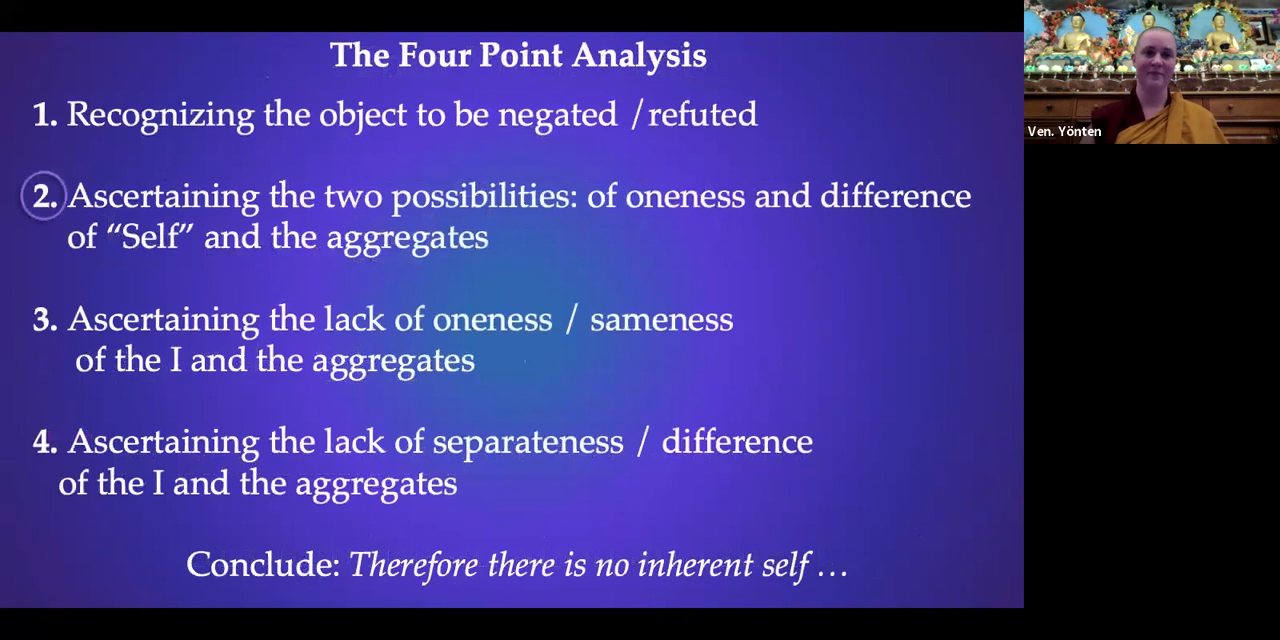 The Four Point Analysis
1. Recognizing the object to be negated / refuted
2. Ascertaining the two possibilities: of oneness and difference
of “Self” and the aggregates
3. Ascertaining the lack of oneness / sameness
of the I and the aggregates
4. Ascertaining the lack of separateness / difference
of the I and the aggregates
Conclude: Therefore there is no inherent self ...
Ven. Yönten